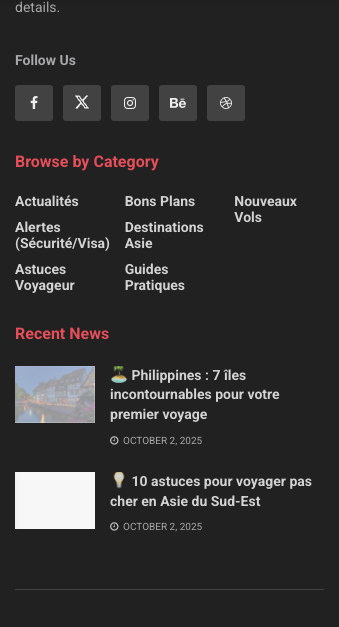 details.
Follow Us
Bē
Browse by Category
Actualités
Bons Plans
Nouveaux
Vols
Alertes
(Sécurité/Visa)
Destinations
Asie
Astuces
Voyageur
Guides
Pratiques
Recent News
🏝️ Philippines : 7 îles
incontournables pour votre
premier voyage
OCTOBER 2, 2025
💡 10 astuces pour voyager pas
cher en Asie du Sud-Est
OCTOBER 2, 2025